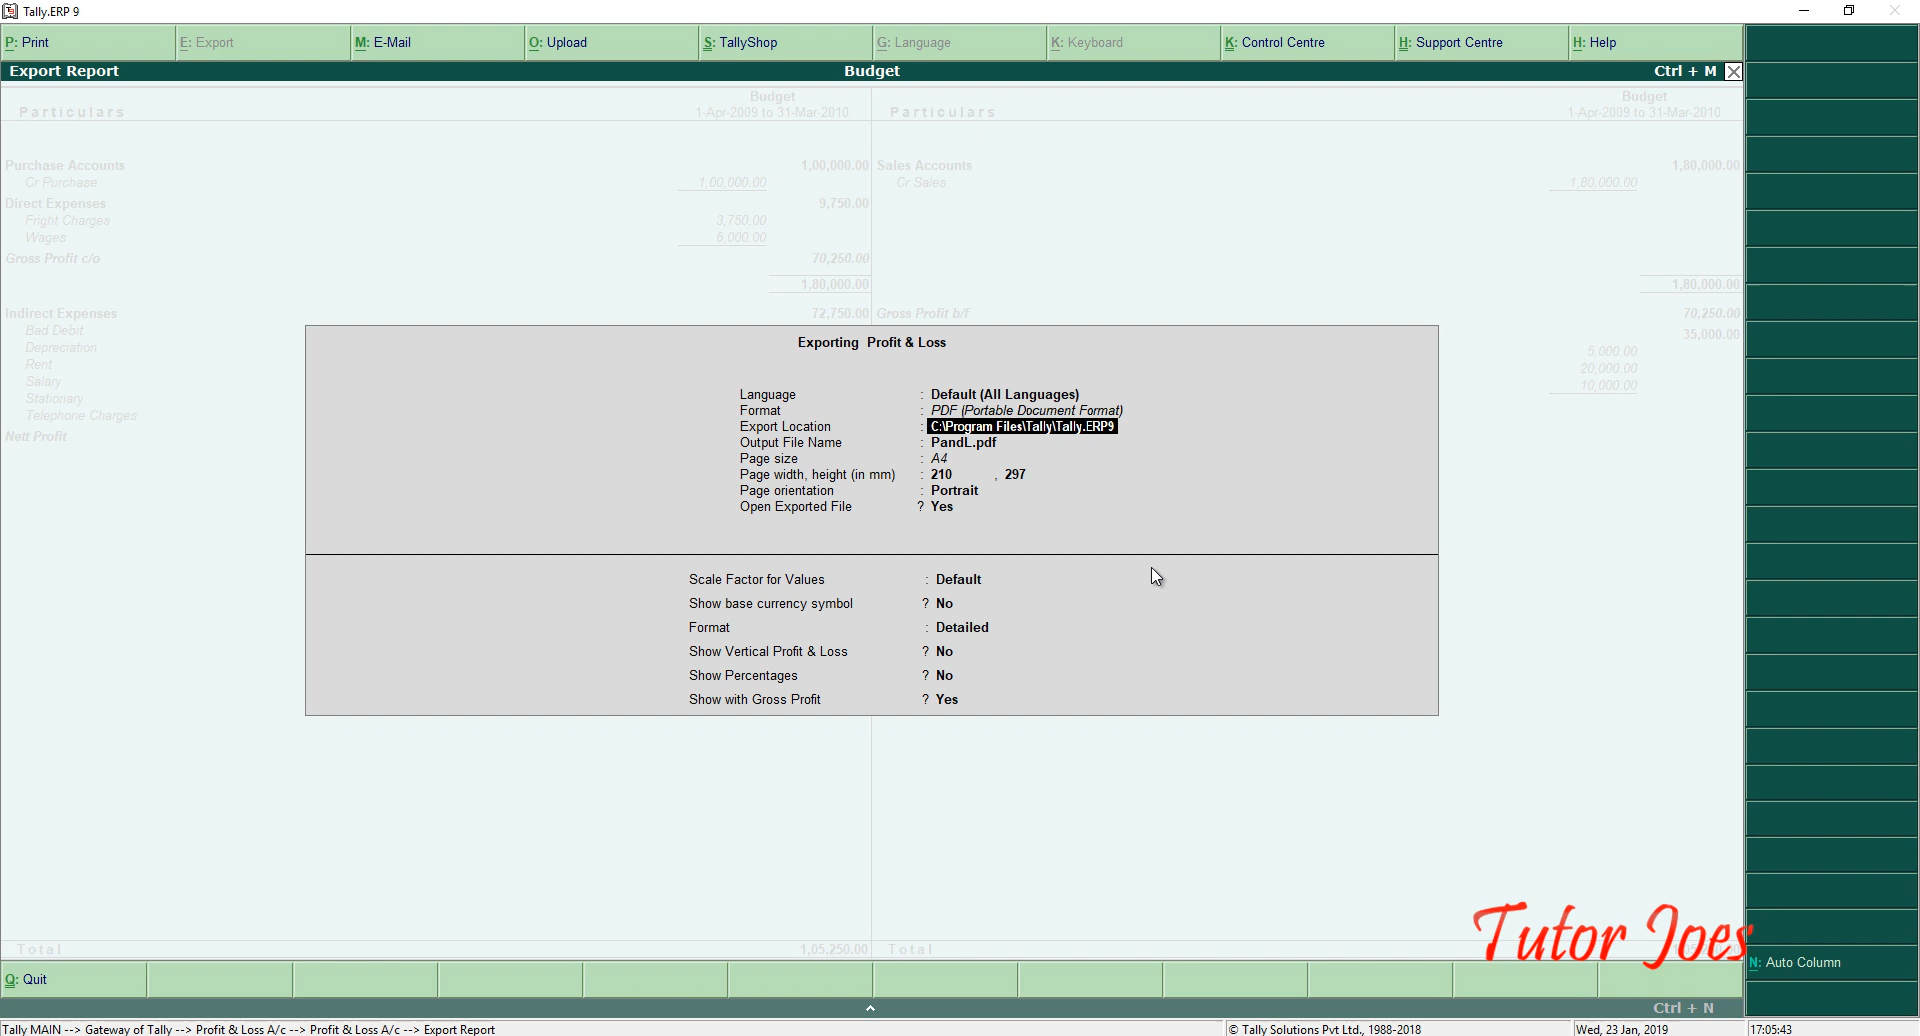 Tally.ERP 9
P: Print E: Export M: E-Mail O: Upload S: TallyShop G: Language K: Keyboard K: Control Centre H: Support Centre H: Help
Export Report Budget Ctrl + M
Particulars Budget Particulars Budget
1-Apr-2009 to 31-Mar-2010 1-Apr-2009 to 31-Mar-2010
Purchase Accounts 1,00,000.00 Sales Accounts 1,80,000.00
Cr Purchase 1,00,000.00 Cr Sales 1,80,000.00
Direct Expenses 9,750.00
Fright Charges 3,750.00
Wages 6,000.00
Gross Profit c/o 70,250.00
1,80,000.00 1,80,000.00
Indirect Expenses 72,750.00 Gross Profit b/f 70,250.00
Bad Debit 35,000.00
Depreciation 5,000.00
Rent 20,000.00
Salary 10,000.00
Stationary
Telephone Charges
Nett Profit
Exporting Profit & Loss
Language : Default (All Languages)
Format : PDF (Portable Document Format)
Export Location : C:\Program Files\Tally\Tally.ERP9
Output File Name : PandL.pdf
Page size : A4
Page width, height (in mm) : 210 , 297
Page orientation : Portrait
Open Exported File ? Yes
Scale Factor for Values : Default
Show base currency symbol ? No
Format : Detailed
Show Vertical Profit & Loss ? No
Show Percentages ? No
Show with Gross Profit ? Yes
Total 1,05,250.00 Total
Tutor Joes
N: Auto Column
Q: Quit
Ctrl + N
Tally MAIN --> Gateway of Tally --> Profit & Loss A/c --> Profit & Loss A/c --> Export Report © Tally Solutions Pvt Ltd., 1988-2018 Wed, 23 Jan, 2019 17:05:43